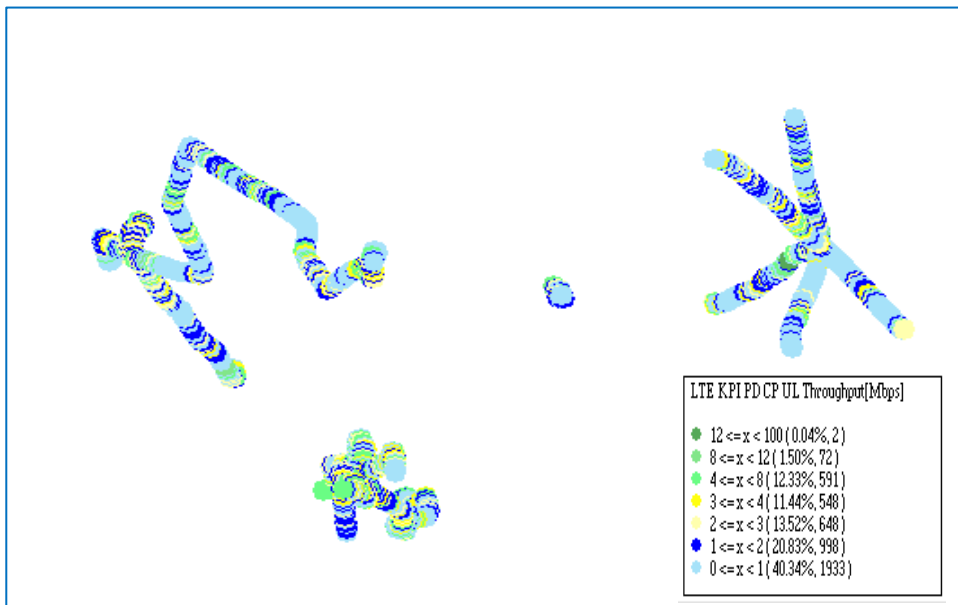 LTE KPI PDCP UL Throughput[Mbps]
12 <=x < 100 ( 0.04%, 2 )
8 <=x < 12 ( 1.50%, 72 )
4 <=x < 8 ( 12.33%, 591 )
3 <=x < 4 ( 11.44%, 548 )
2 <=x < 3 ( 13.52%, 648 )
1 <=x < 2 ( 20.83%, 998 )
0 <=x < 1 ( 40.34%, 1933 )